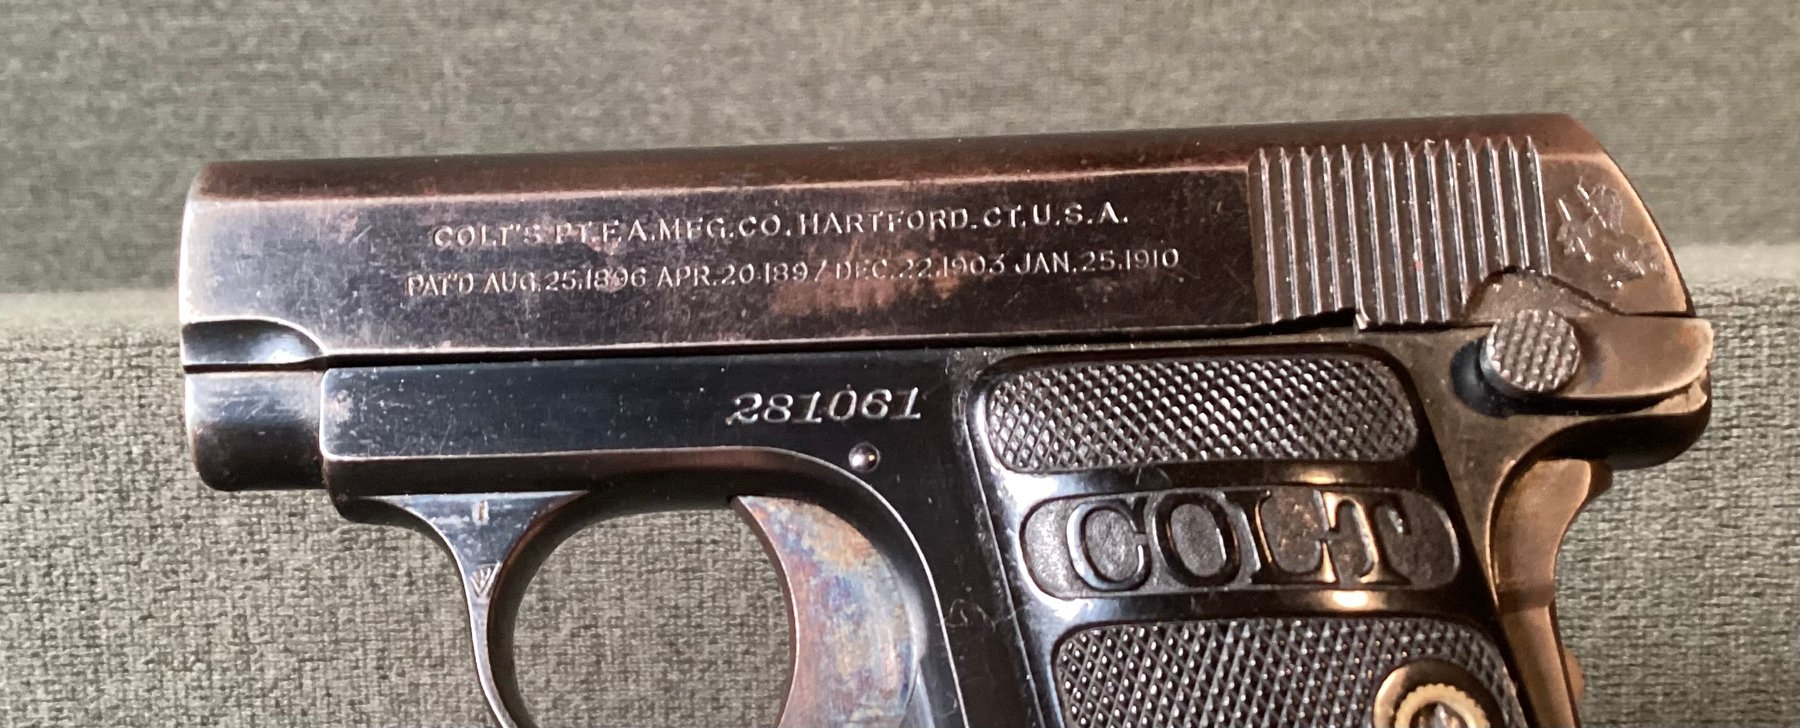 COLT'S PT.F.A.MFG.CO.HARTFORD.CT.U.S.A.
PAT'D AUG.25.1896 APR.20.1897 DEC.22.1903 JAN.25.1910
281061
COLT